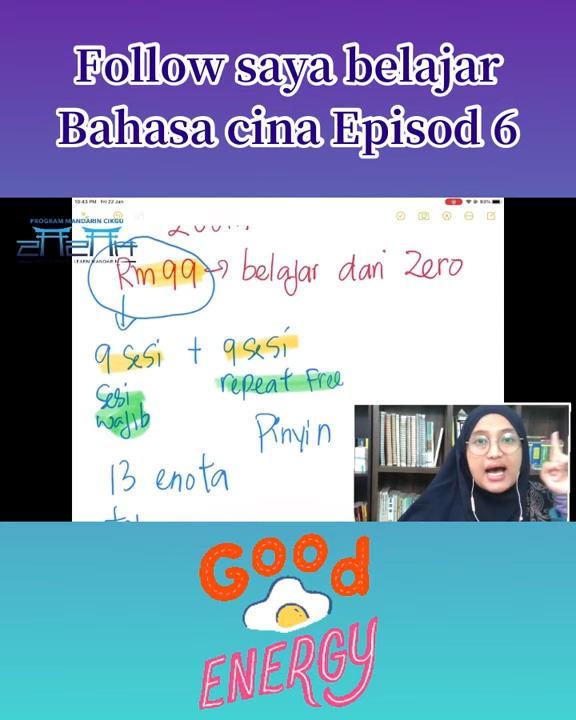 Follow saya belajar
Bahasa cina Episod 6
10:43 PM Fri 22 Jan
93%
PROGRAM MANDARIN CIKGU
Rm99 → belajar dari Zero
9 sesi + 9 sesi
sesi wajib
repeat Free
Pinyin
13 enota
Good
ENERGY